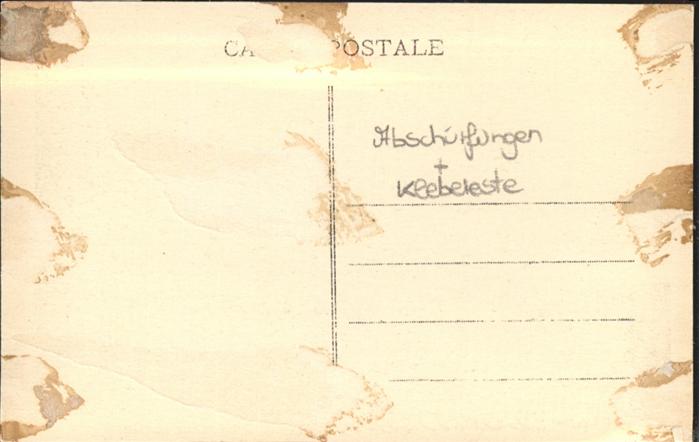 CA POSTALE
Abschürfungen
+
Klebereste